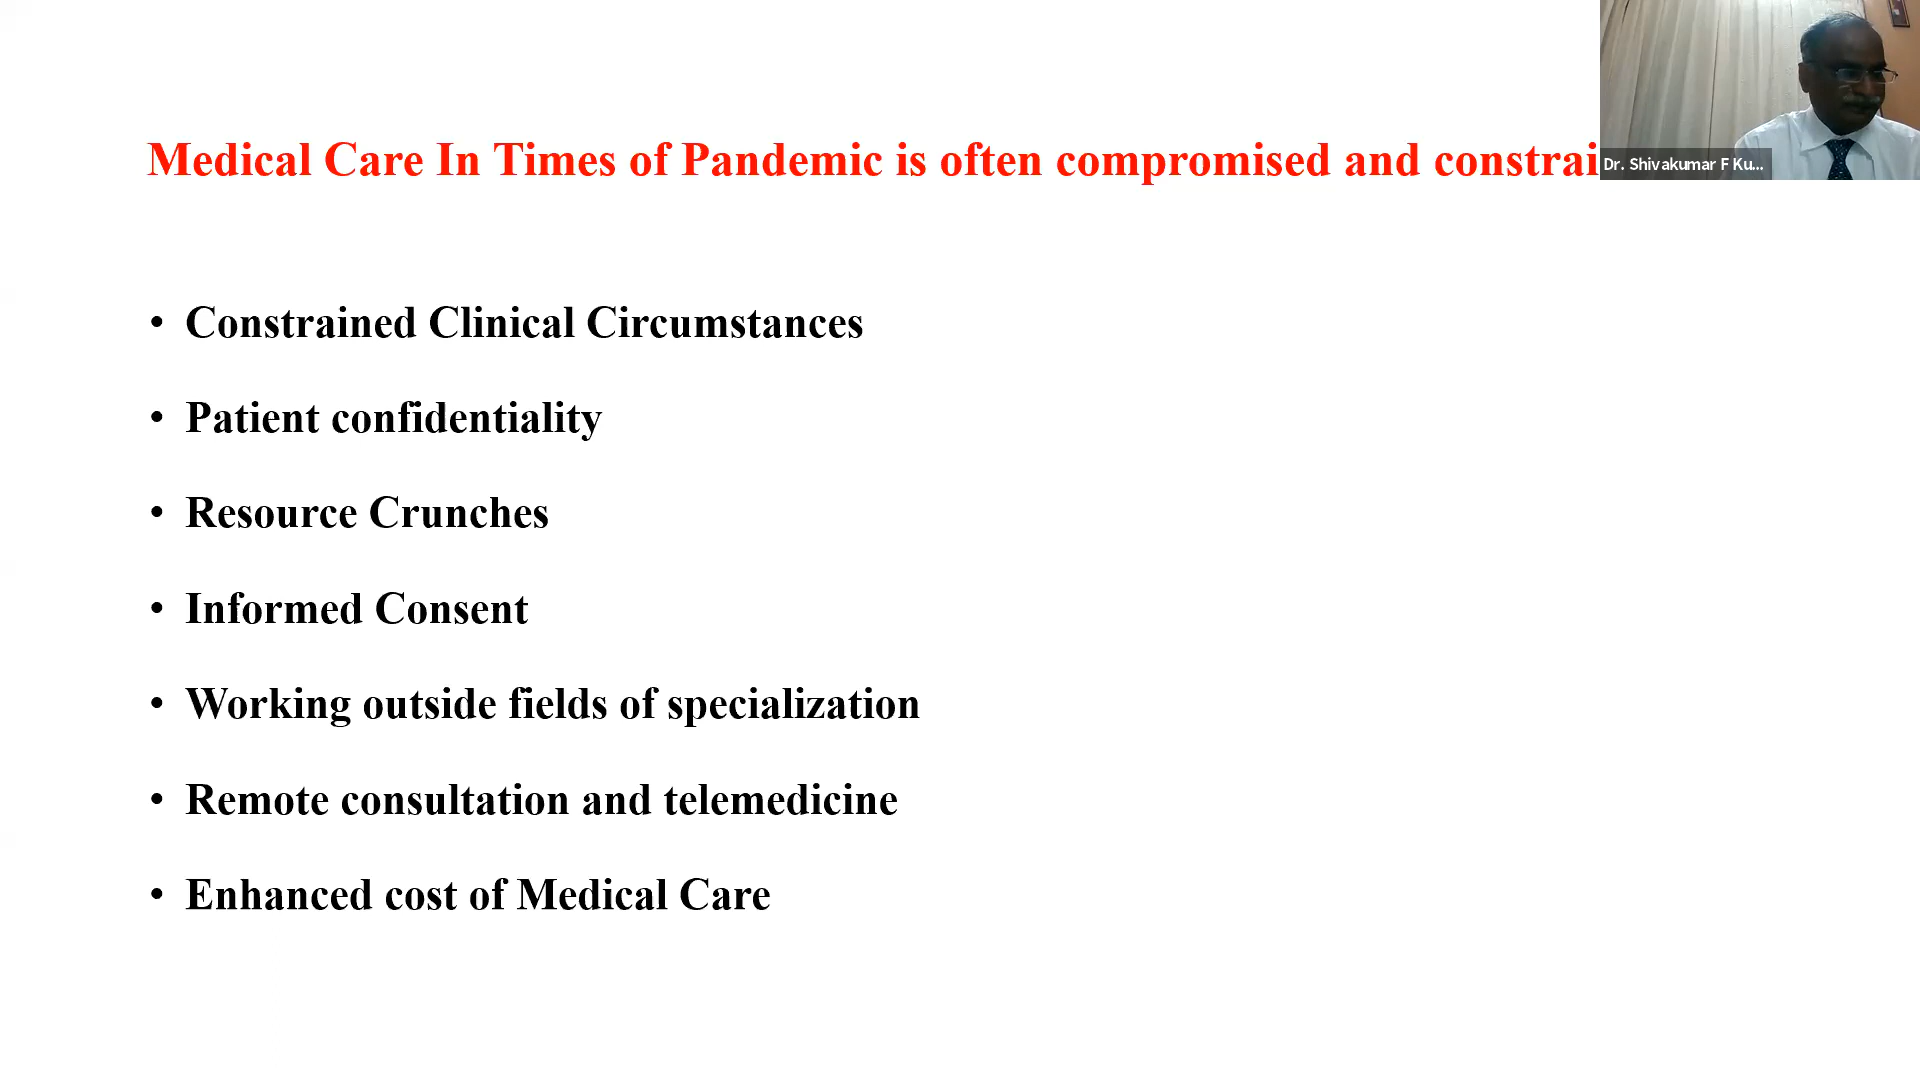 Medical Care In Times of Pandemic is often compromised and constrai
Dr. Shivakumar F Ku...
• Constrained Clinical Circumstances
• Patient confidentiality
• Resource Crunches
• Informed Consent
• Working outside fields of specialization
• Remote consultation and telemedicine
• Enhanced cost of Medical Care